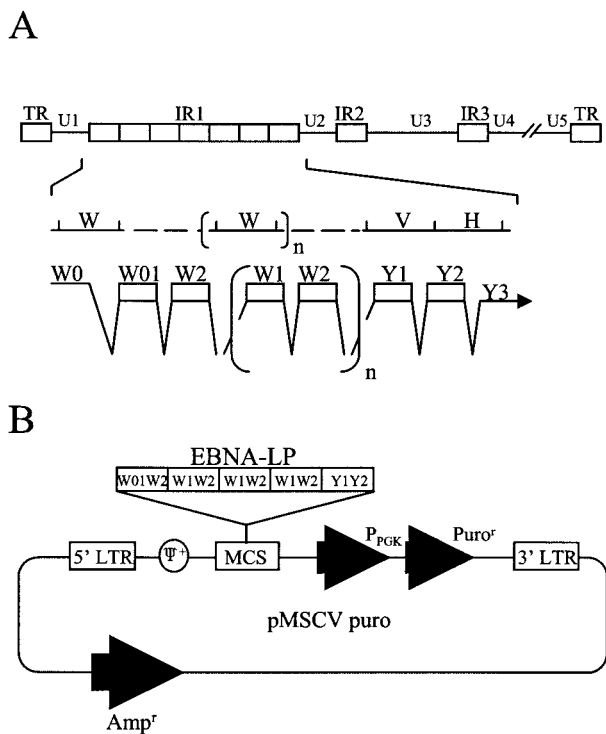 A
TR U1 IR1 U2 IR2 U3 IR3 U4 U5 TR
W W n V H
W0 W01 W2 W1 W2 n Y1 Y2 Y3
B
EBNA-LP
W01W2 W1W2 W1W2 W1W2 Y1Y2
5' LTR Ψ+ MCS PPGK Puror 3' LTR
pMSCV puro
Ampr